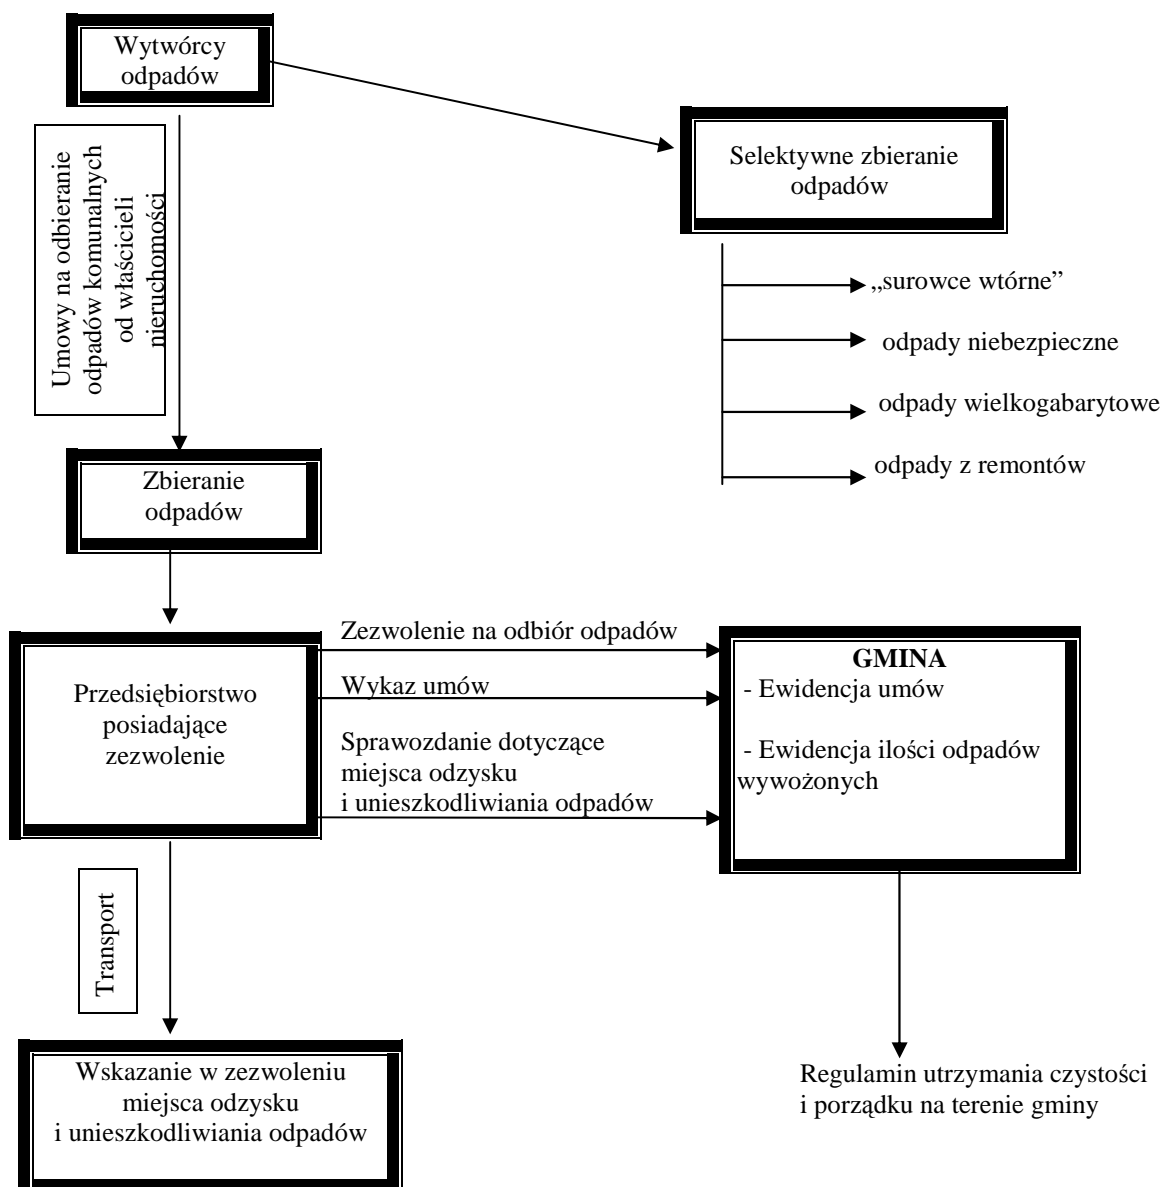 Wytwórcy
odpadów
Umowy na odbieranie
odpadów komunalnych
od właścicieli
nieruchomości
Selektywne zbieranie
odpadów
„surowce wtórne”
odpady niebezpieczne
odpady wielkogabarytowe
odpady z remontów
Zbieranie
odpadów
Przedsiębiorstwo
posiadające
zezwolenie
Zezwolenie na odbiór odpadów
Wykaz umów
Sprawozdanie dotyczące
miejsca odzysku
i unieszkodliwiania odpadów
GMINA
- Ewidencja umów
- Ewidencja ilości odpadów
wywożonych
Transport
Wskazanie w zezwoleniu
miejsca odzysku
i unieszkodliwiania odpadów
Regulamin utrzymania czystości
i porządku na terenie gminy